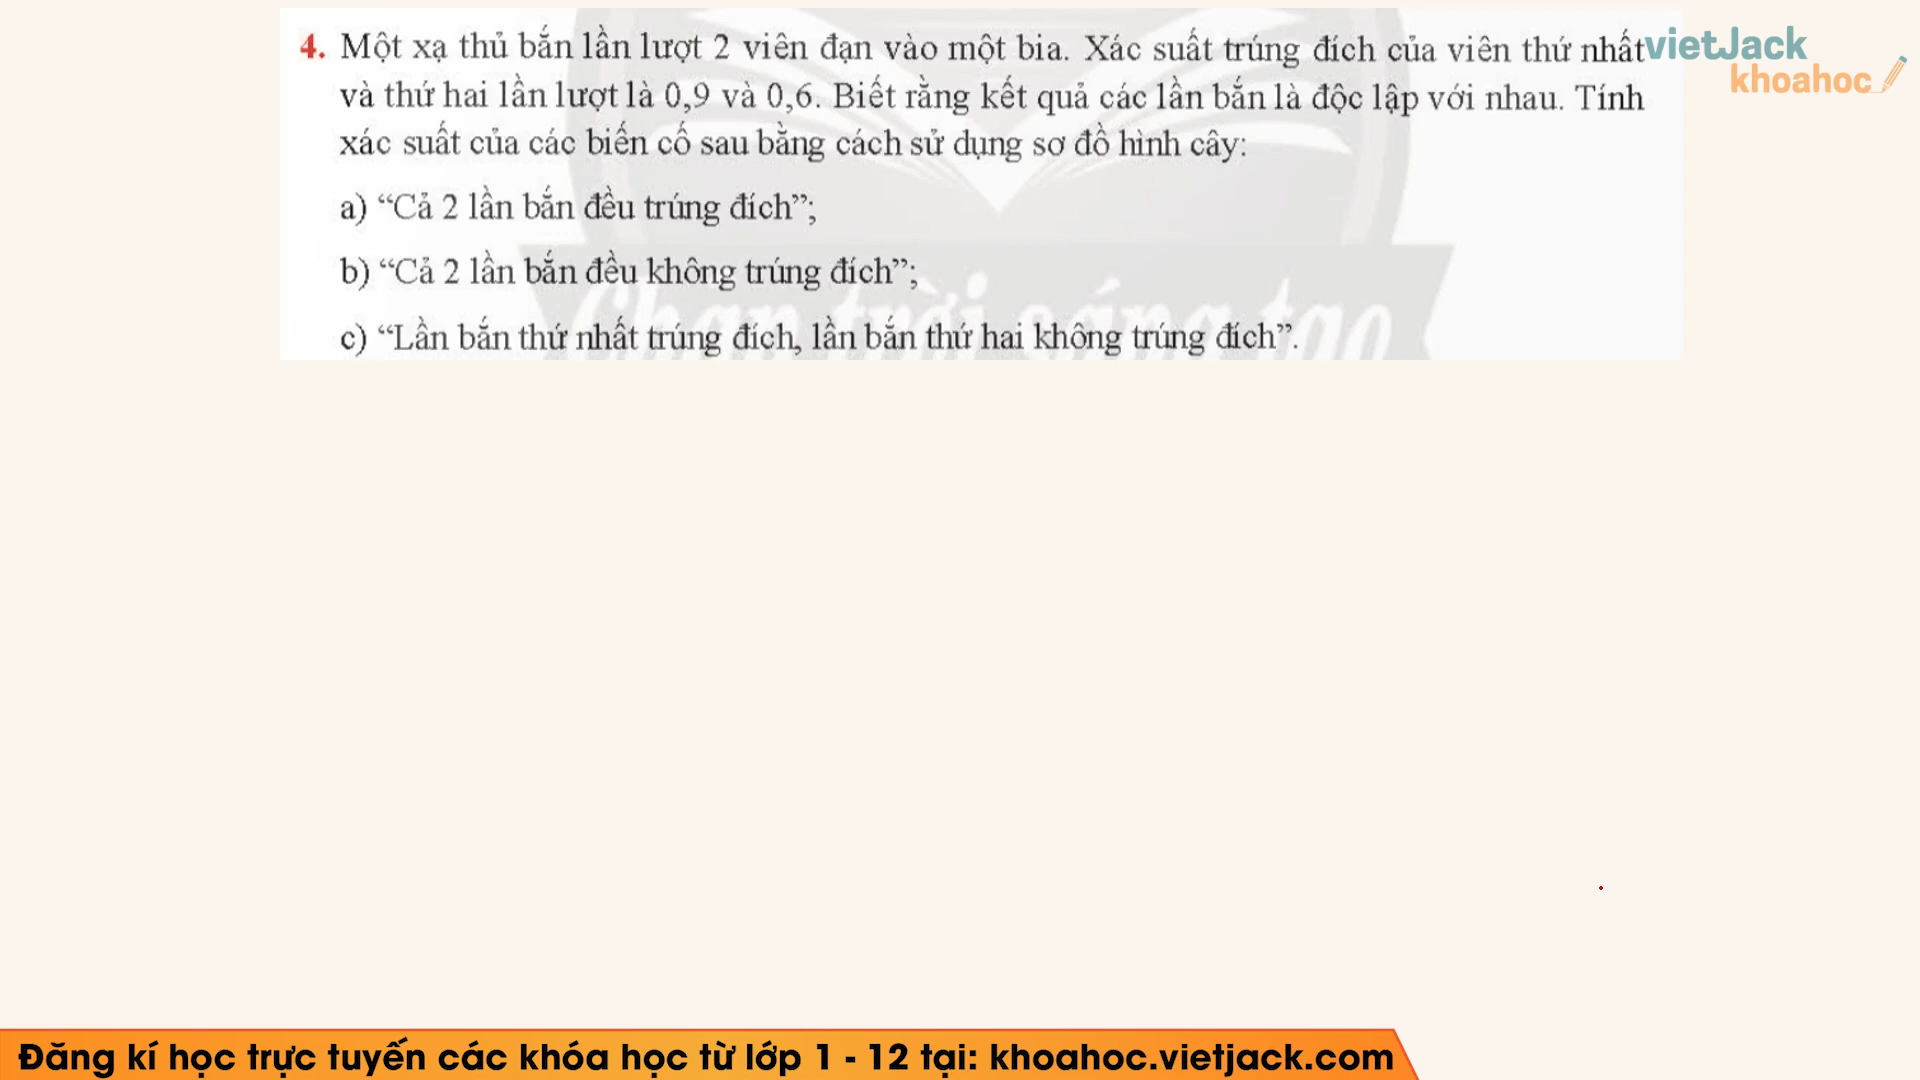 4. Một xạ thủ bắn lần lượt 2 viên đạn vào một bia. Xác suất trúng đích của viên thứ nhất
và thứ hai lần lượt là 0,9 và 0,6. Biết rằng kết quả các lần bắn là độc lập với nhau. Tính
xác suất của các biến cố sau bằng cách sử dụng sơ đồ hình cây:
a) “Cả 2 lần bắn đều trúng đích”;
b) “Cả 2 lần bắn đều không trúng đích”;
c) “Lần bắn thứ nhất trúng đích, lần bắn thứ hai không trúng đích”.
vietJack
khoahoc
Chân trời sáng tạo
Đăng kí học trực tuyến các khóa học từ lớp 1 - 12 tại: khoahoc.vietjack.com